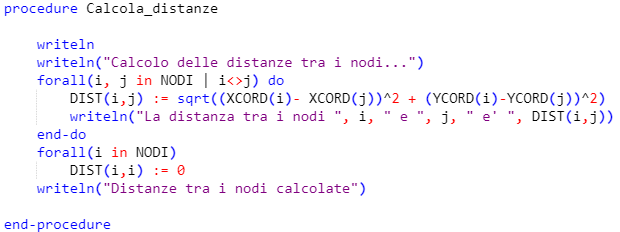 procedure Calcola_distanze
writeln
writeln("Calcolo delle distanze tra i nodi...")
forall(i, j in NODI | i<>j) do
DIST(i,j) := sqrt((XCORD(i)- XCORD(j))^2 + (YCORD(i)-YCORD(j))^2)
writeln("La distanza tra i nodi ", i, " e ", j, " e' ", DIST(i,j))
end-do
forall(i in NODI)
DIST(i,i) := 0
writeln("Distanze tra i nodi calcolate")
end-procedure